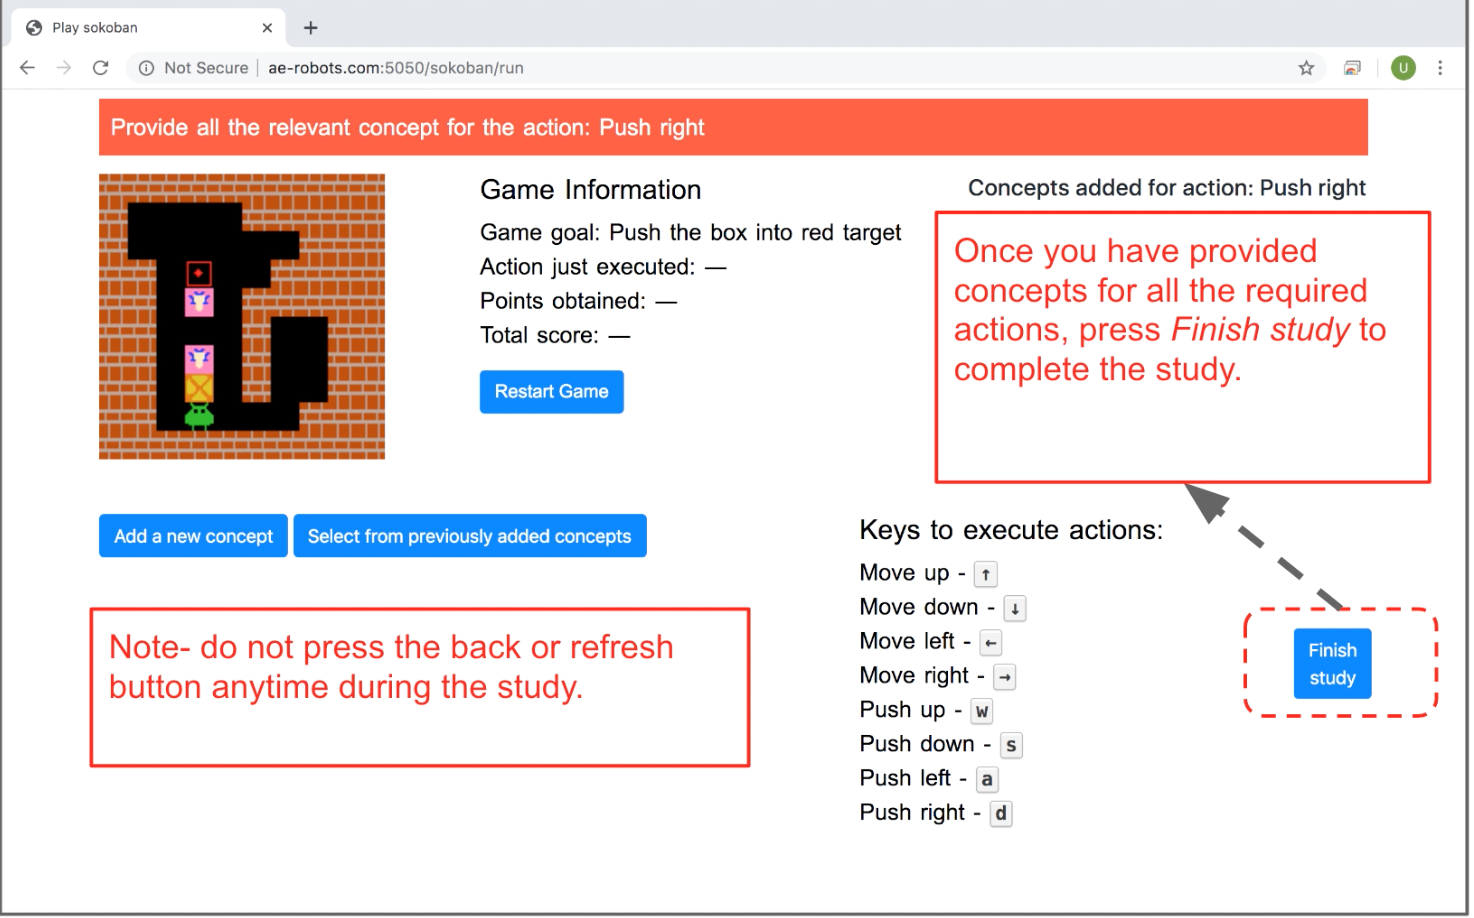 Play sokoban
Not Secure | ae-robots.com:5050/sokoban/run
U
Provide all the relevant concept for the action: Push right
Game Information
Game goal: Push the box into red target
Action just executed: —
Points obtained: —
Total score: —
Restart Game
Concepts added for action: Push right
Once you have provided
concepts for all the required
actions, press Finish study to
complete the study.
Add a new concept
Select from previously added concepts
Note- do not press the back or refresh
button anytime during the study.
Keys to execute actions:
Move up - ↑
Move down - ↓
Move left - ←
Move right - →
Push up - w
Push down - s
Push left - a
Push right - d
Finish
study